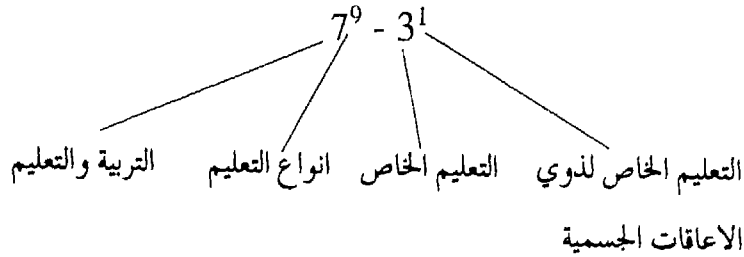 7⁹ - 3¹
التعليم الخاص لذوي   التعليم الخاص   انواع التعليم   التربية والتعليم
الاعاقات الجسمية